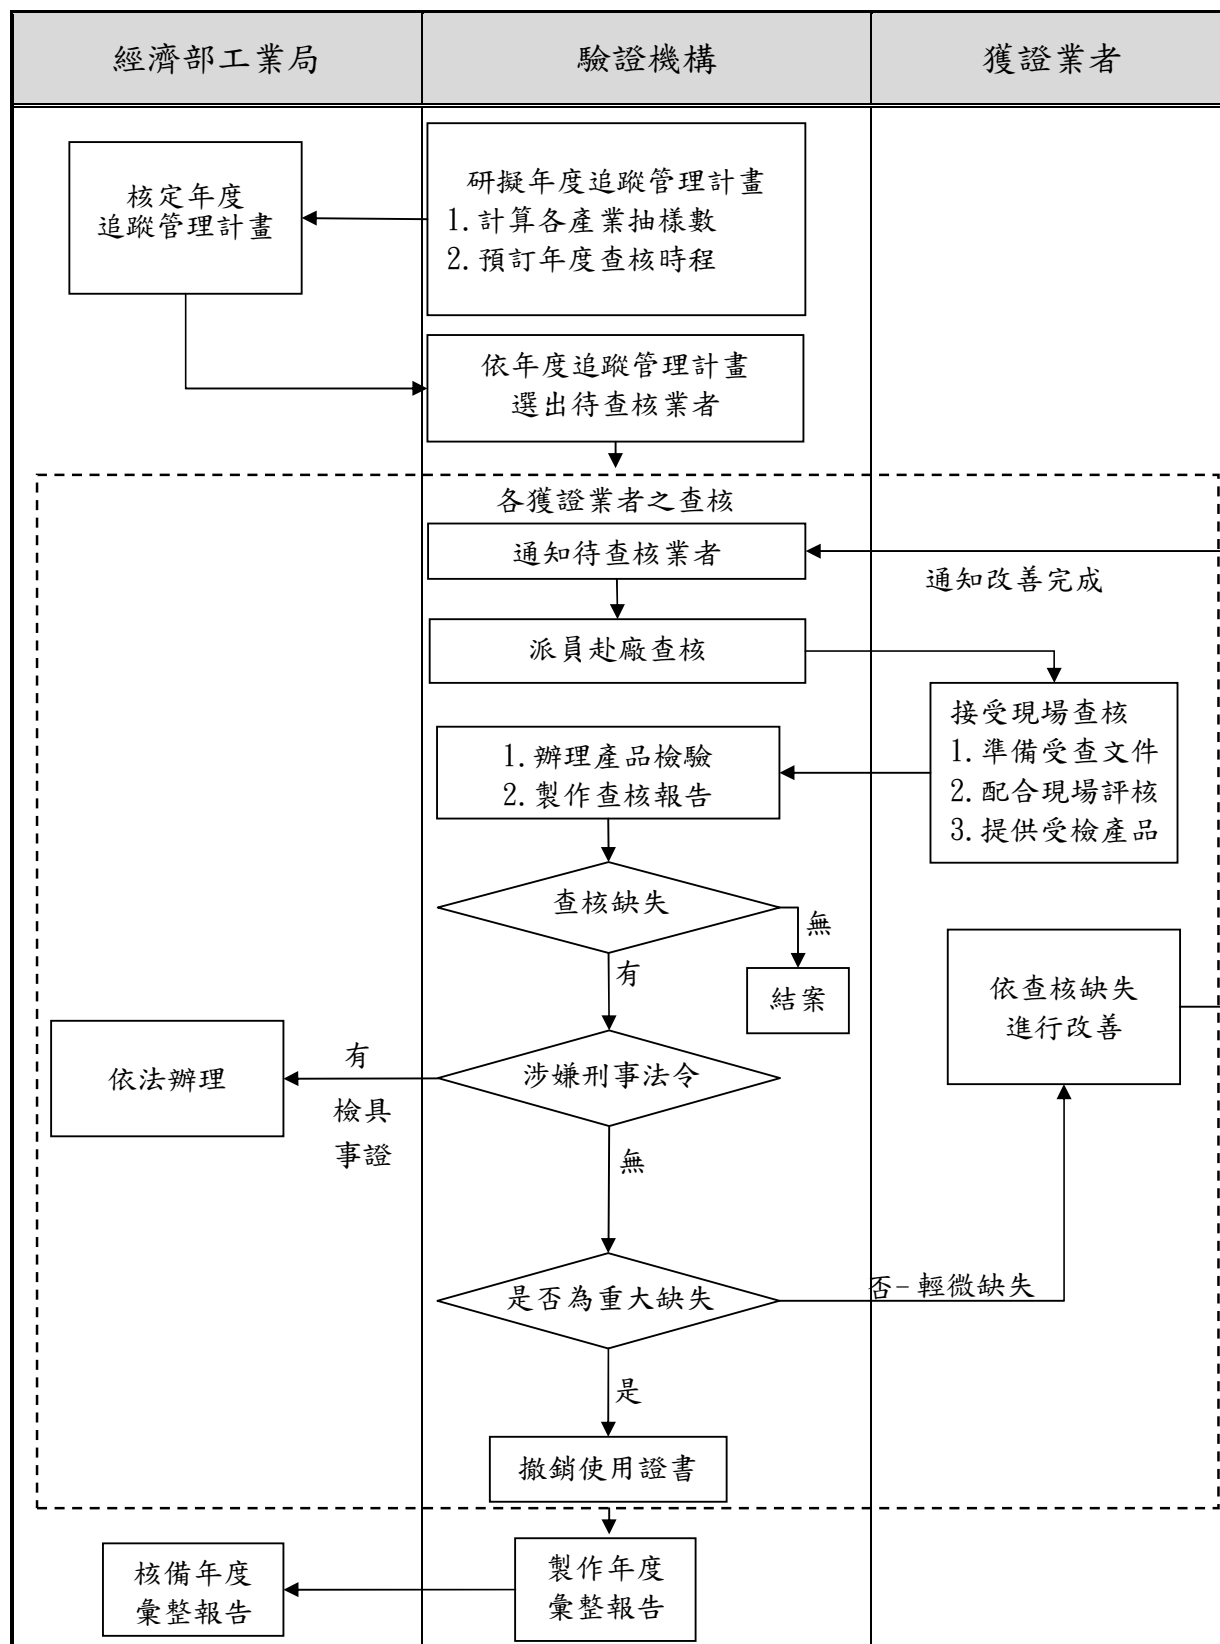 經濟部工業局
驗證機構
獲證業者
研擬年度追蹤管理計畫
1.計算各產業抽樣數
2.預訂年度查核時程
核定年度
追蹤管理計畫
依年度追蹤管理計畫
選出待查核業者
各獲證業者之查核
通知待查核業者
通知改善完成
派員赴廠查核
接受現場查核
1.準備受查文件
2.配合現場評核
3.提供受檢產品
1.辦理產品檢驗
2.製作查核報告
查核缺失
無
結案
有
依查核缺失
進行改善
涉嫌刑事法令
有
檢具
事證
依法辦理
無
是否為重大缺失
否-輕微缺失
是
撤銷使用證書
製作年度
彙整報告
核備年度
彙整報告